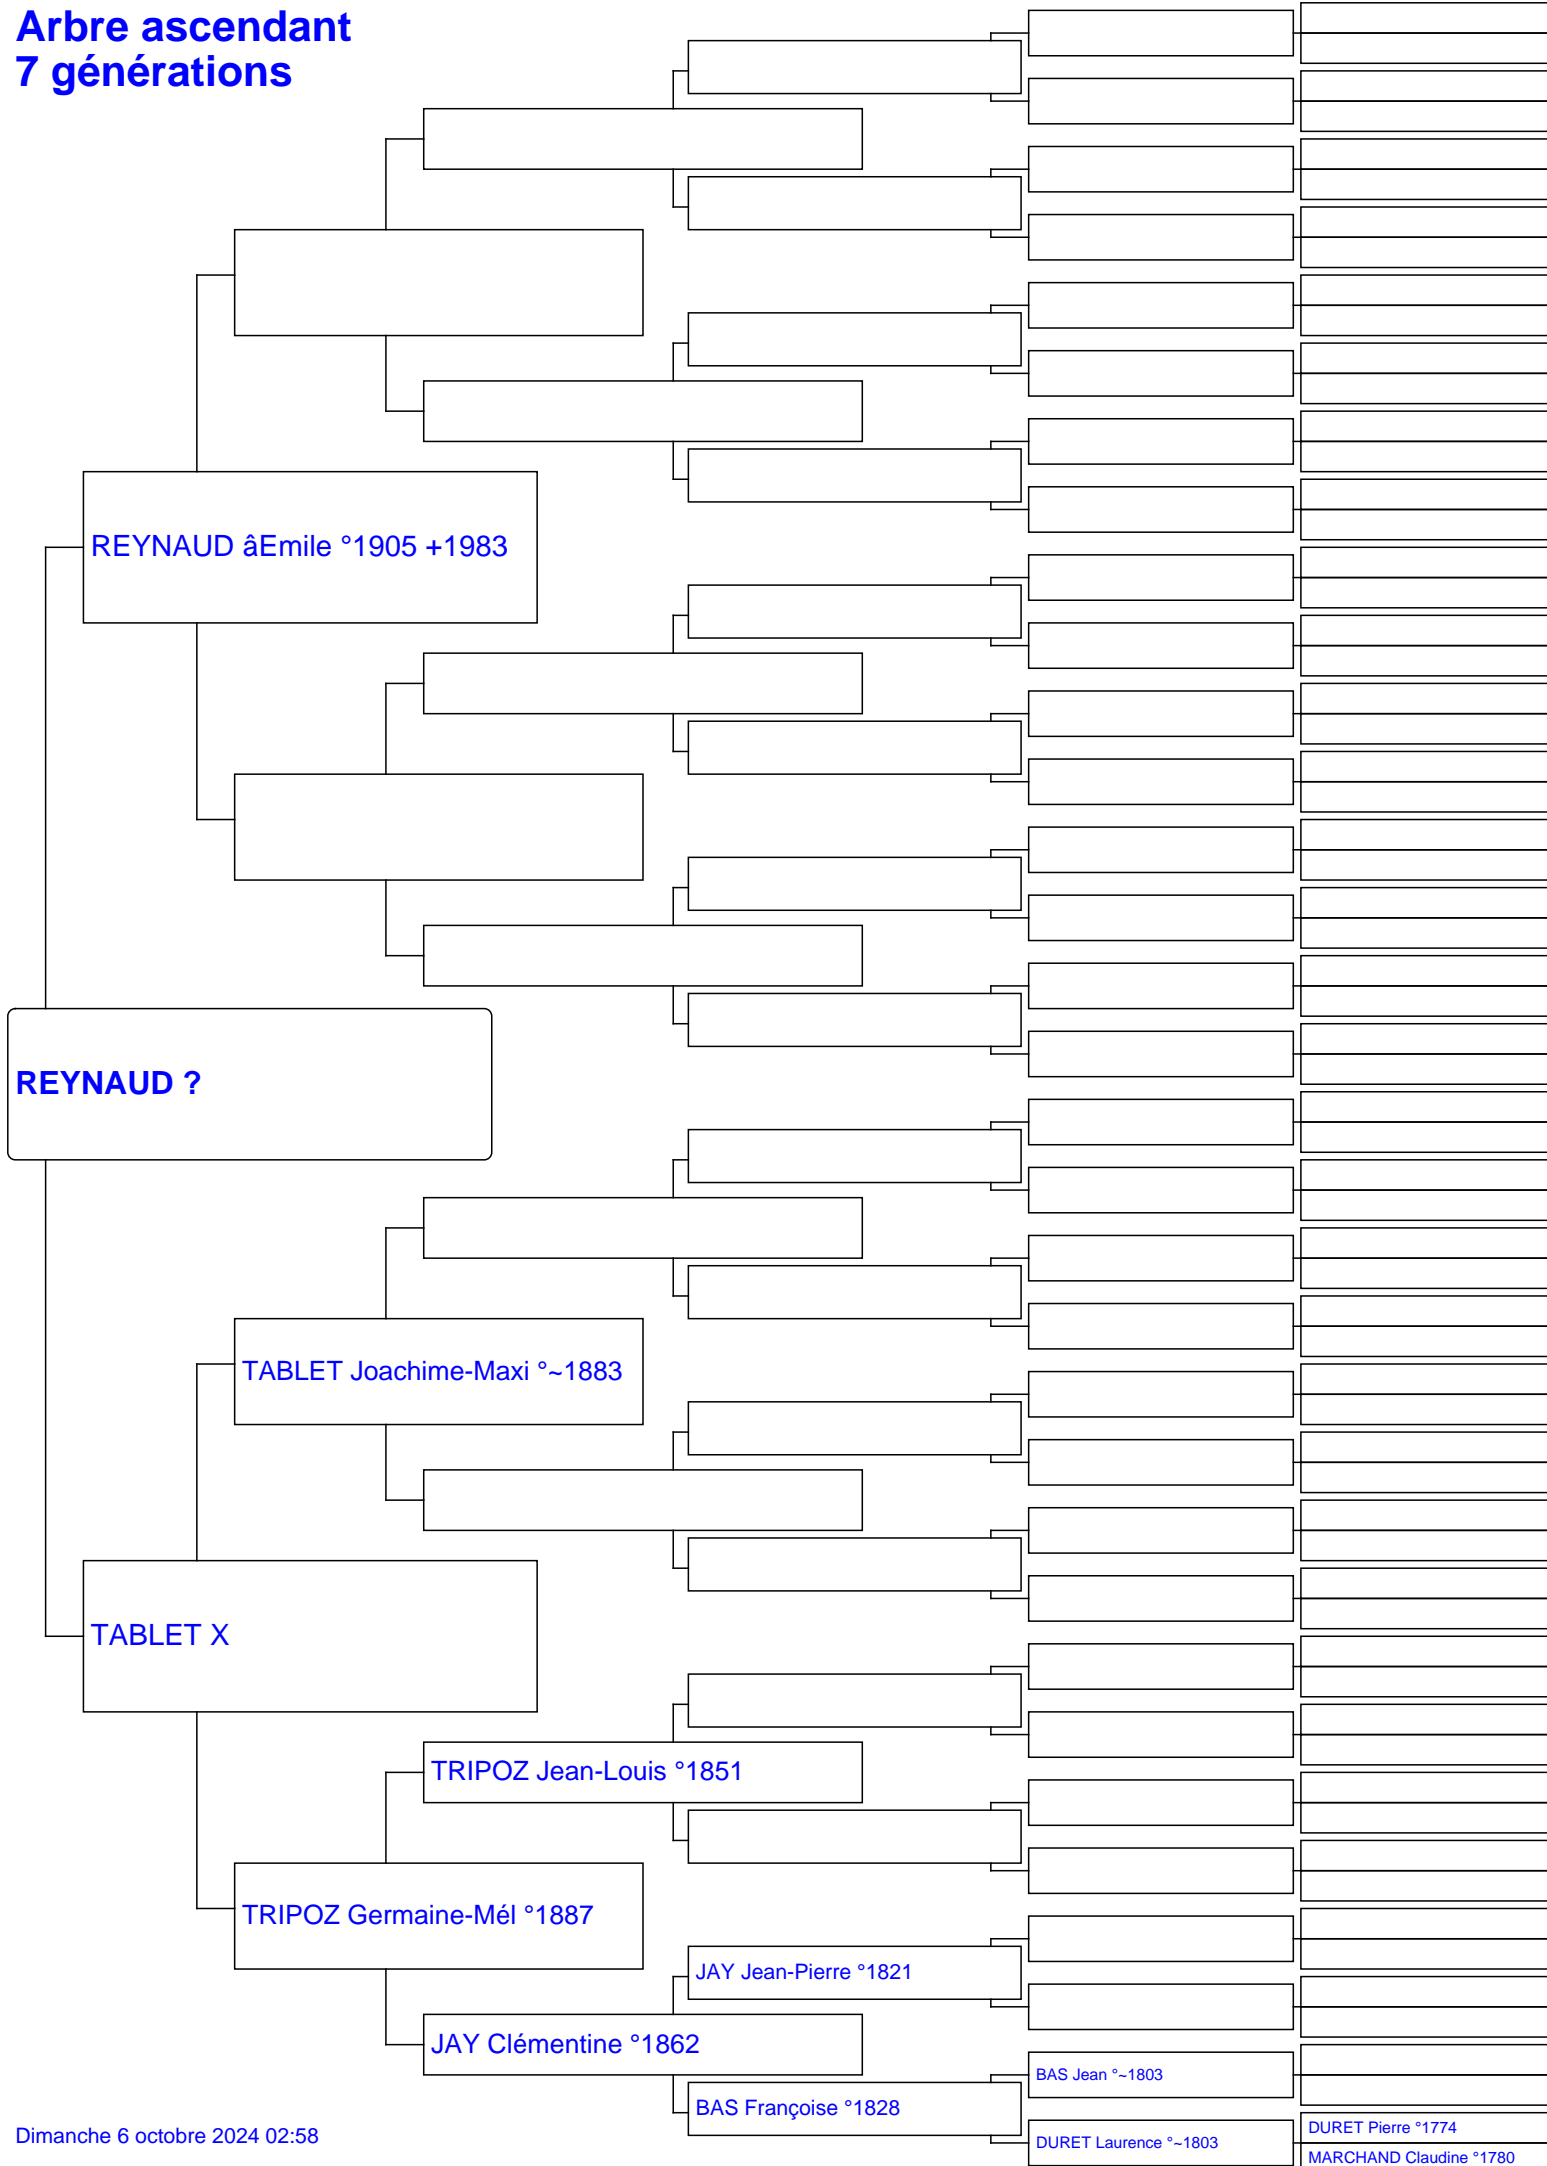 Arbre ascendant
7 générations
REYNAUD âEmile °1905 +1983
REYNAUD ?
TABLET Joachime-Maxi °~1883
TABLET X
TRIPOZ Jean-Louis °1851
TRIPOZ Germaine-Mél °1887
JAY Jean-Pierre °1821
JAY Clémentine °1862
BAS Jean °~1803
BAS Françoise °1828
DURET Pierre °1774
DURET Laurence °~1803
MARCHAND Claudine °1780
Dimanche 6 octobre 2024 02:58